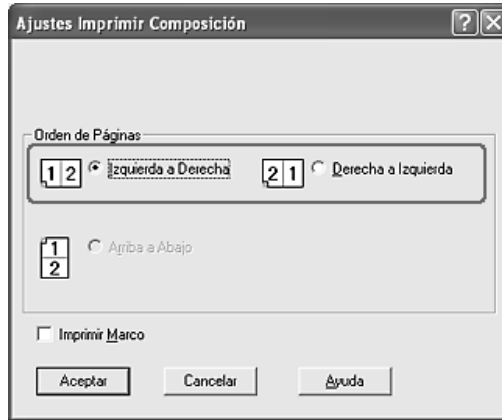 Ajustes Imprimir Composición
Orden de Páginas
1 2 Izquierda a Derecha 2 1 Derecha a Izquierda
1
2 Arriba a Abajo
Imprimir Marco
Aceptar Cancelar Ayuda